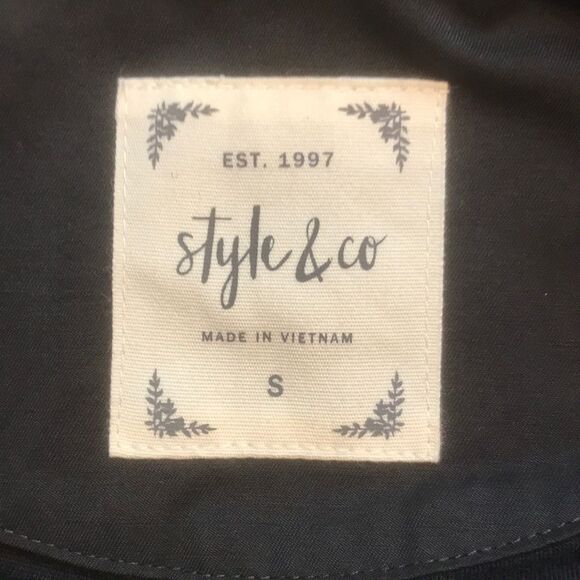 EST. 1997
style & co
MADE IN VIETNAM
S